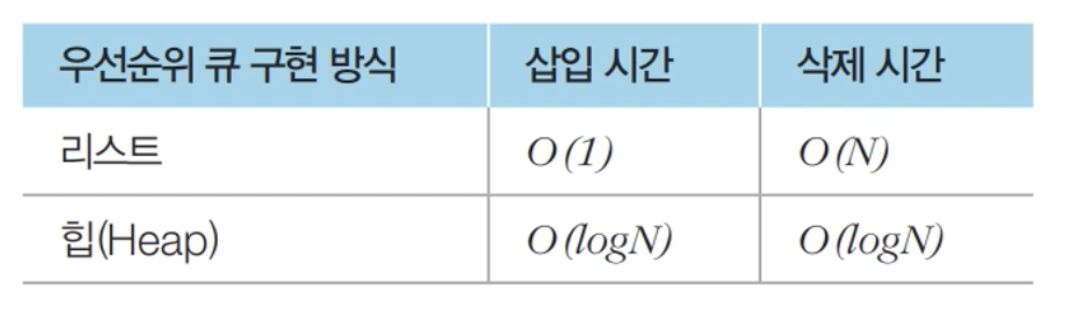 우선순위 큐 구현 방식 삽입 시간 삭제 시간
리스트 O(1) O(N)
힙(Heap) O(logN) O(logN)